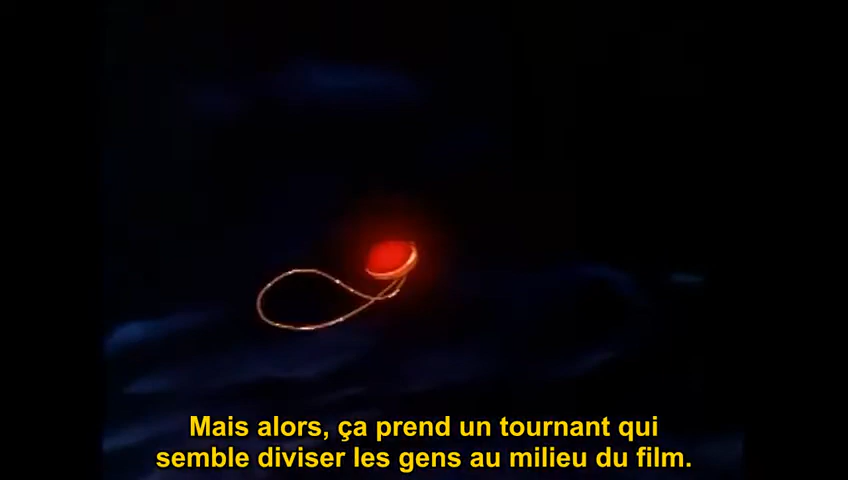 Mais alors, ça prend un tournant qui
semble diviser les gens au milieu du film.